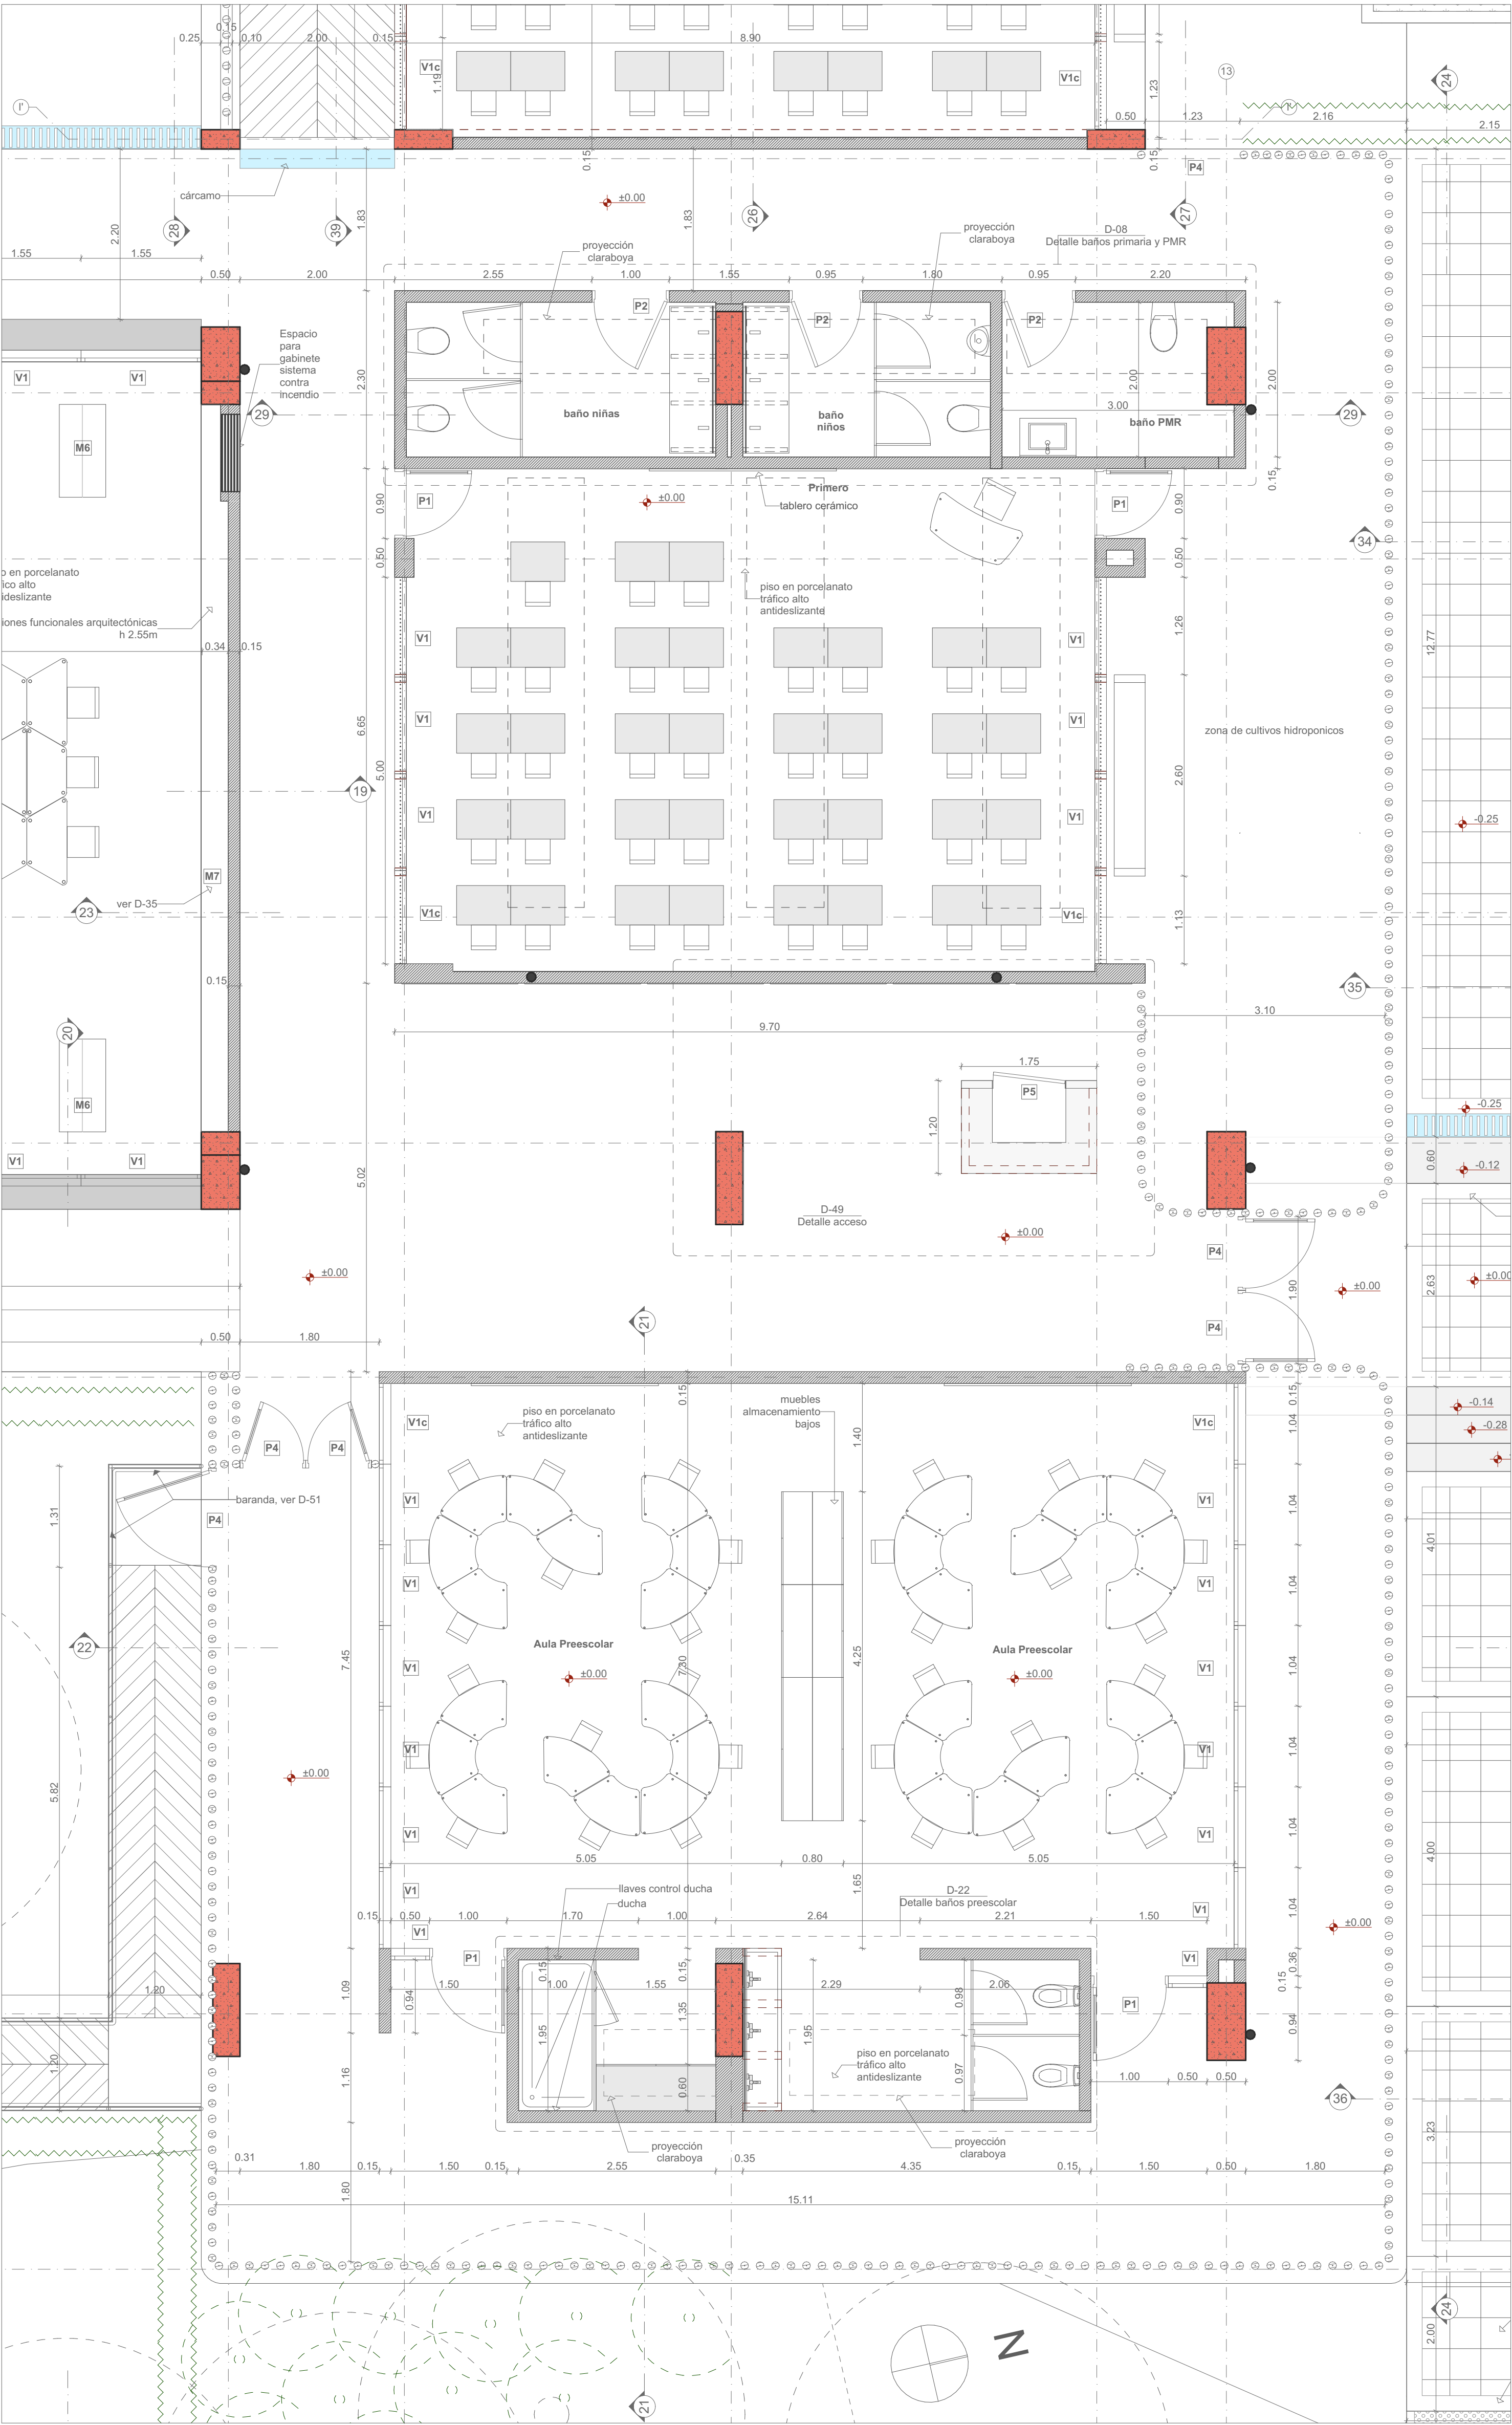 0.25
0.15
0.10
2.00
0.15
8.90
V1c
1.19
V1c
1.23
13
24
I'
0.50
1.23
2.16
2.15
0.15
0.15
P4
cárcamo
±0.00
28
39
26
27
2.20
1.83
1.83
proyección
claraboya
proyección
claraboya
D-08
Detalle baños primaria y PMR
1.55
1.55
0.50
2.00
2.55
1.00
1.55
0.95
1.80
0.95
2.20
P2
P2
P2
Espacio
para
gabinete
sistema
contra
incendio
V1
V1
2.30
2.00
2.00
29
3.00
29
M6
baño niñas
baño
niños
baño PMR
0.15
Primero
tablero cerámico
±0.00
P1
P1
0.90
0.90
0.50
0.50
34
o en porcelanato
ico alto
ideslizante
piso en porcelanato
tráfico alto
antideslizante
iones funcionales arquitectónicas
h 2.55m
0.34
0.15
V1
V1
1.26
12.77
6.65
V1
V1
zona de cultivos hidroponicos
5.00
19
2.60
V1
V1
-0.25
M7
ver D-35
23
V1c
V1c
1.13
0.15
35
9.70
3.10
20
1.75
P5
M6
1.20
-0.25
V1
V1
0.60
-0.12
5.02
D-49
Detalle acceso
±0.00
P4
±0.00
1.90
±0.00
2.63
±0.00
21
P4
0.50
1.80
0.15
muebles
almacenamiento
bajos
0.15
-0.14
piso en porcelanato
tráfico alto
antideslizante
V1c
V1c
1.04
-0.28
P4
P4
1.40
baranda, ver D-51
1.31
P4
V1
V1
1.04
4.01
V1
V1
1.04
22
Aula Preescolar
Aula Preescolar
7.45
7.30
4.25
V1
V1
1.04
±0.00
±0.00
V1
V1
1.04
±0.00
5.82
V1
V1
1.04
4.00
5.05
0.80
5.05
llaves control ducha
ducha
1.65
D-22
Detalle baños preescolar
V1
V1
1.04
0.15
0.50
1.00
1.70
1.00
2.64
2.21
1.50
±0.00
V1
P1
V1
0.36
0.15
0.15
0.15
1.20
1.09
0.94
1.50
1.00
1.55
2.29
0.98
2.06
P1
0.94
1.35
1.95
1.95
piso en porcelanato
tráfico alto
antideslizante
0.97
1.20
1.16
0.60
1.00
0.50
0.50
36
3.23
proyección
claraboya
proyección
claraboya
0.31
1.80
0.15
1.50
0.15
2.55
0.35
4.35
0.15
1.50
0.50
1.80
1.80
15.11
24
2.00
N
21